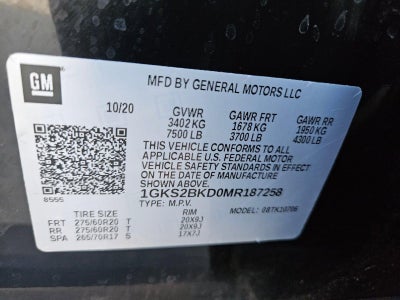 GM
MFD BY GENERAL MOTORS LLC
10/20 GVWR GAWR FRT GAWR RR
3402 KG 1678 KG 1950 KG
7500 LB 3700 LB 4300 LB
THIS VEHICLE CONFORMS TO ALL
APPLICABLE U.S. FEDERAL MOTOR
VEHICLE SAFETY STANDARDS IN EFFECT
ON THE DATE OF MANUFACTURE
SHOWN ABOVE.
1GKS2BKD0MR187258
8555 TYPE: M.P.V. MODEL:
TIRE SIZE RIM
FRT 275/60R20 T 20X9J
RR 275/60R20 T 20X9J
SPA 265/70R17 S 17X7J